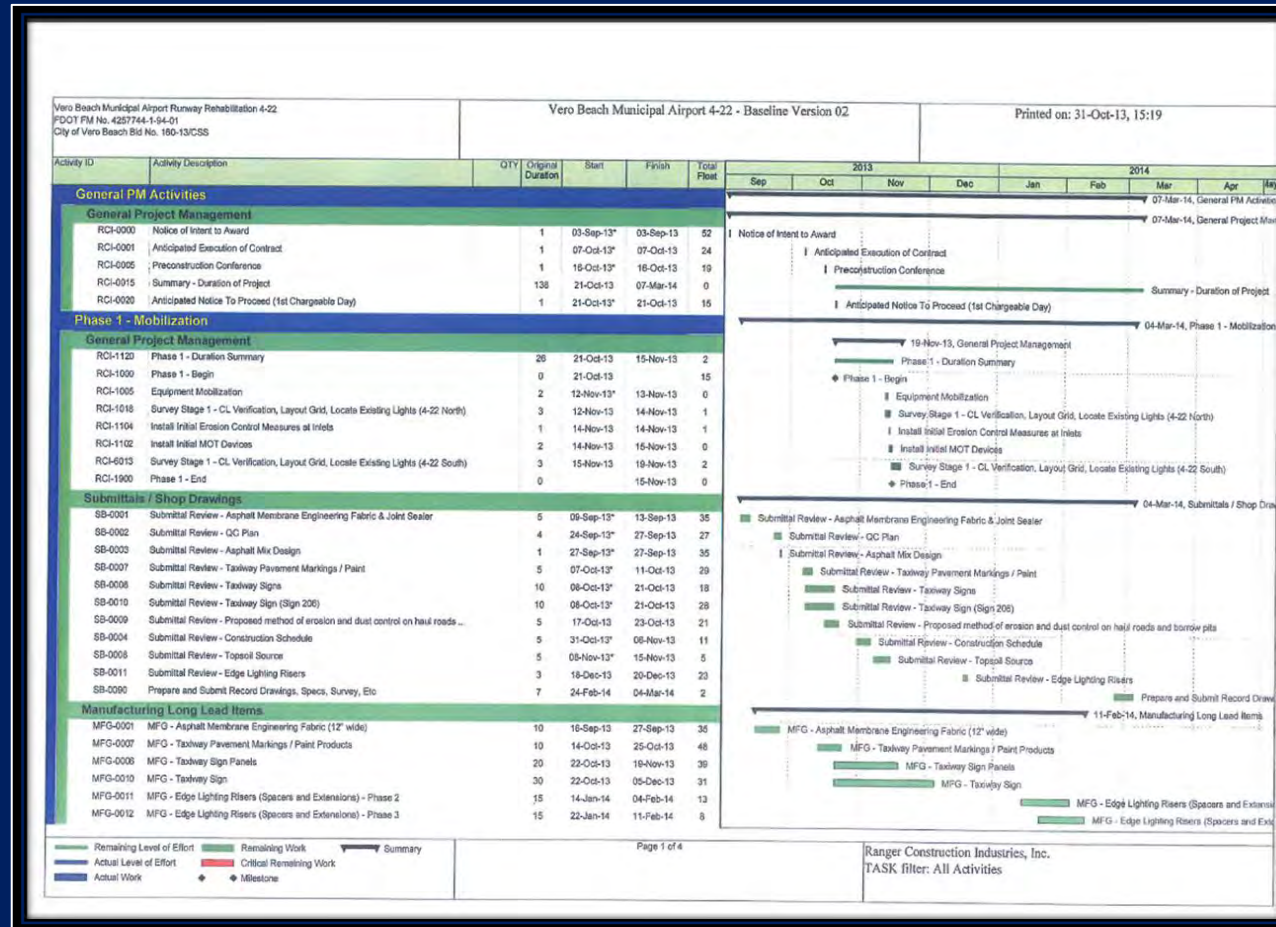 Vero Beach Municipal Airport Runway Rehabilitation 4-22
FDOT FM No. 4257744-1-94-01
City of Vero Beach Bid No. 160-13/CSS
Vero Beach Municipal Airport 4-22 - Baseline Version 02
Printed on: 31-Oct-13, 15:19
Activity ID Activity Description QTY Original Duration Start Finish Total Float
2013 2014
Sep Oct Nov Dec Jan Feb Mar Apr
General PM Activities 07-Mar-14, General PM Activitie
General Project Management 07-Mar-14, General Project Man
RCI-0000 Notice of Intent to Award 1 03-Sep-13* 03-Sep-13 52 Notice of Intent to Award
RCI-0001 Anticipated Execution of Contract 1 07-Oct-13* 07-Oct-13 24 Anticipated Execution of Contract
RCI-0005 Preconstruction Conference 1 16-Oct-13* 16-Oct-13 19 Preconstruction Conference
RCI-0015 Summary - Duration of Project 138 21-Oct-13 07-Mar-14 0 Summary - Duration of Project
RCI-0020 Anticipated Notice To Proceed (1st Chargeable Day) 1 21-Oct-13* 21-Oct-13 15 Anticipated Notice To Proceed (1st Chargeable Day)
Phase 1 - Mobilization 04-Mar-14, Phase 1 - Mobilization
General Project Management 19-Nov-13, General Project Management
RCI-1120 Phase 1 - Duration Summary 26 21-Oct-13 15-Nov-13 2 Phase 1 - Duration Summary
RCI-1000 Phase 1 - Begin 0 21-Oct-13 15 Phase 1 - Begin
RCI-1005 Equipment Mobilization 2 12-Nov-13* 13-Nov-13 0 Equipment Mobilization
RCI-1018 Survey Stage 1 - CL Verification, Layout Grid, Locate Existing Lights (4-22 North) 3 12-Nov-13 14-Nov-13 1 Survey Stage 1 - CL Verification, Layout Grid, Locate Existing Lights (4-22 North)
RCI-1104 Install Initial Erosion Control Measures at Inlets 1 14-Nov-13 14-Nov-13 1 Install Initial Erosion Control Measures at Inlets
RCI-1102 Install Initial MOT Devices 2 14-Nov-13 15-Nov-13 0 Install Initial MOT Devices
RCI-6013 Survey Stage 1 - CL Verification, Layout Grid, Locate Existing Lights (4-22 South) 3 15-Nov-13 19-Nov-13 2 Survey Stage 1 - CL Verification, Layout Grid, Locate Existing Lights (4-22 South)
RCI-1900 Phase 1 - End 0 15-Nov-13 0 Phase 1 - End
Submittals / Shop Drawings 04-Mar-14, Submittals / Shop Draw
SB-0001 Submittal Review - Asphalt Membrane Engineering Fabric & Joint Sealer 5 09-Sep-13* 13-Sep-13 35 Submittal Review - Asphalt Membrane Engineering Fabric & Joint Sealer
SB-0002 Submittal Review - QC Plan 4 24-Sep-13* 27-Sep-13 27 Submittal Review - QC Plan
SB-0003 Submittal Review - Asphalt Mix Design 1 27-Sep-13* 27-Sep-13 35 Submittal Review - Asphalt Mix Design
SB-0007 Submittal Review - Taxiway Pavement Markings / Paint 5 07-Oct-13* 11-Oct-13 29 Submittal Review - Taxiway Pavement Markings / Paint
Submittal Review - Taxiway Signs 10 08-Oct-13* 21-Oct-13 18 Submittal Review - Taxiway Signs
SB-0010 Submittal Review - Taxiway Sign (Sign 206) 10 08-Oct-13* 21-Oct-13 28 Submittal Review - Taxiway Sign (Sign 206)
SB-0009 Submittal Review - Proposed method of erosion and dust control on haul roads ... 5 17-Oct-13 23-Oct-13 21 Submittal Review - Proposed method of erosion and dust control on haul roads and borrow pits
SB-0004 Submittal Review - Construction Schedule 5 31-Oct-13* 06-Nov-13 11 Submittal Review - Construction Schedule
Submittal Review - Topsoil Source 5 08-Nov-13* 15-Nov-13 5 Submittal Review - Topsoil Source
SB-0011 Submittal Review - Edge Lighting Risers 3 18-Dec-13 20-Dec-13 23 Submittal Review - Edge Lighting Risers
SB-0090 Prepare and Submit Record Drawings, Specs, Survey, Etc 7 24-Feb-14 04-Mar-14 2 Prepare and Submit Record Drawi
Manufacturing Long Lead Items 11-Feb-14, Manufacturing Long Lead Items
MFG-0001 MFG - Asphalt Membrane Engineering Fabric (12" wide) 10 16-Sep-13 27-Sep-13 35 MFG - Asphalt Membrane Engineering Fabric (12" wide)
MFG-0007 MFG - Taxiway Pavement Markings / Paint Products 10 14-Oct-13 25-Oct-13 48 MFG - Taxiway Pavement Markings / Paint Products
MFG-0008 MFG - Taxiway Sign Panels 20 22-Oct-13 19-Nov-13 39 MFG - Taxiway Sign Panels
MFG-0010 MFG - Taxiway Sign 30 22-Oct-13 05-Dec-13 31 MFG - Taxiway Sign
MFG-0011 MFG - Edge Lighting Risers (Spacers and Extensions) - Phase 2 15 14-Jan-14 04-Feb-14 13 MFG - Edge Lighting Risers (Spacers and Extensi
MFG-0012 MFG - Edge Lighting Risers (Spacers and Extensions) - Phase 3 15 22-Jan-14 11-Feb-14 8 MFG - Edge Lighting Risers (Spacers and Exte
Remaining Level of Effort Remaining Work Summary
Actual Level of Effort Critical Remaining Work
Actual Work Milestone
Page 1 of 4
Ranger Construction Industries, Inc.
TASK filter: All Activities